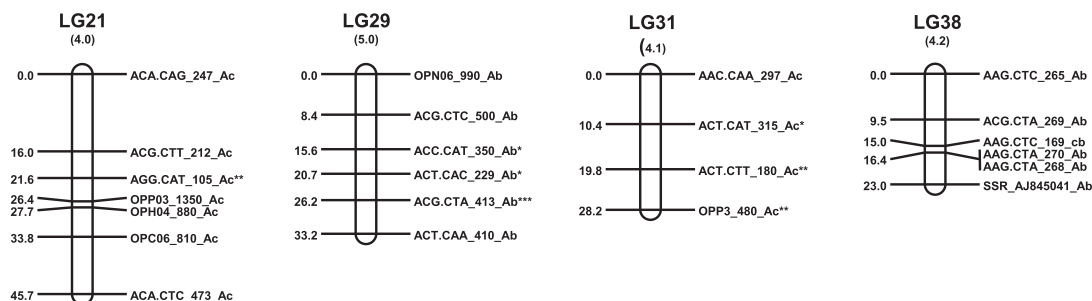 LG21
(4.0)
0.0 ACA.CAG_247_Ac
16.0 ACG.CTT_212_Ac
21.6 AGG.CAT_105_Ac**
26.4 OPP03_1350_Ac
27.7 OPH04_880_Ac
33.8 OPC06_810_Ac
45.7 ACA.CTC_473_Ac
LG29
(5.0)
0.0 OPN06_990_Ab
8.4 ACG.CTC_500_Ab
15.6 ACC.CAT_350_Ab*
20.7 ACT.CAC_229_Ab*
26.2 ACG.CTA_413_Ab***
33.2 ACT.CAA_410_Ab
LG31
(4.1)
0.0 AAC.CAA_297_Ac
10.4 ACT.CAT_315_Ac*
19.8 ACT.CTT_180_Ac**
28.2 OPP3_480_Ac**
LG38
(4.2)
0.0 AAG.CTC_265_Ab
9.5 ACG.CTA_269_Ab
15.0 AAG.CTC_169_cb
16.4 AAG.CTA_270_Ab
AAG.CTA_268_Ab
23.0 SSR_AJ845041_Ab